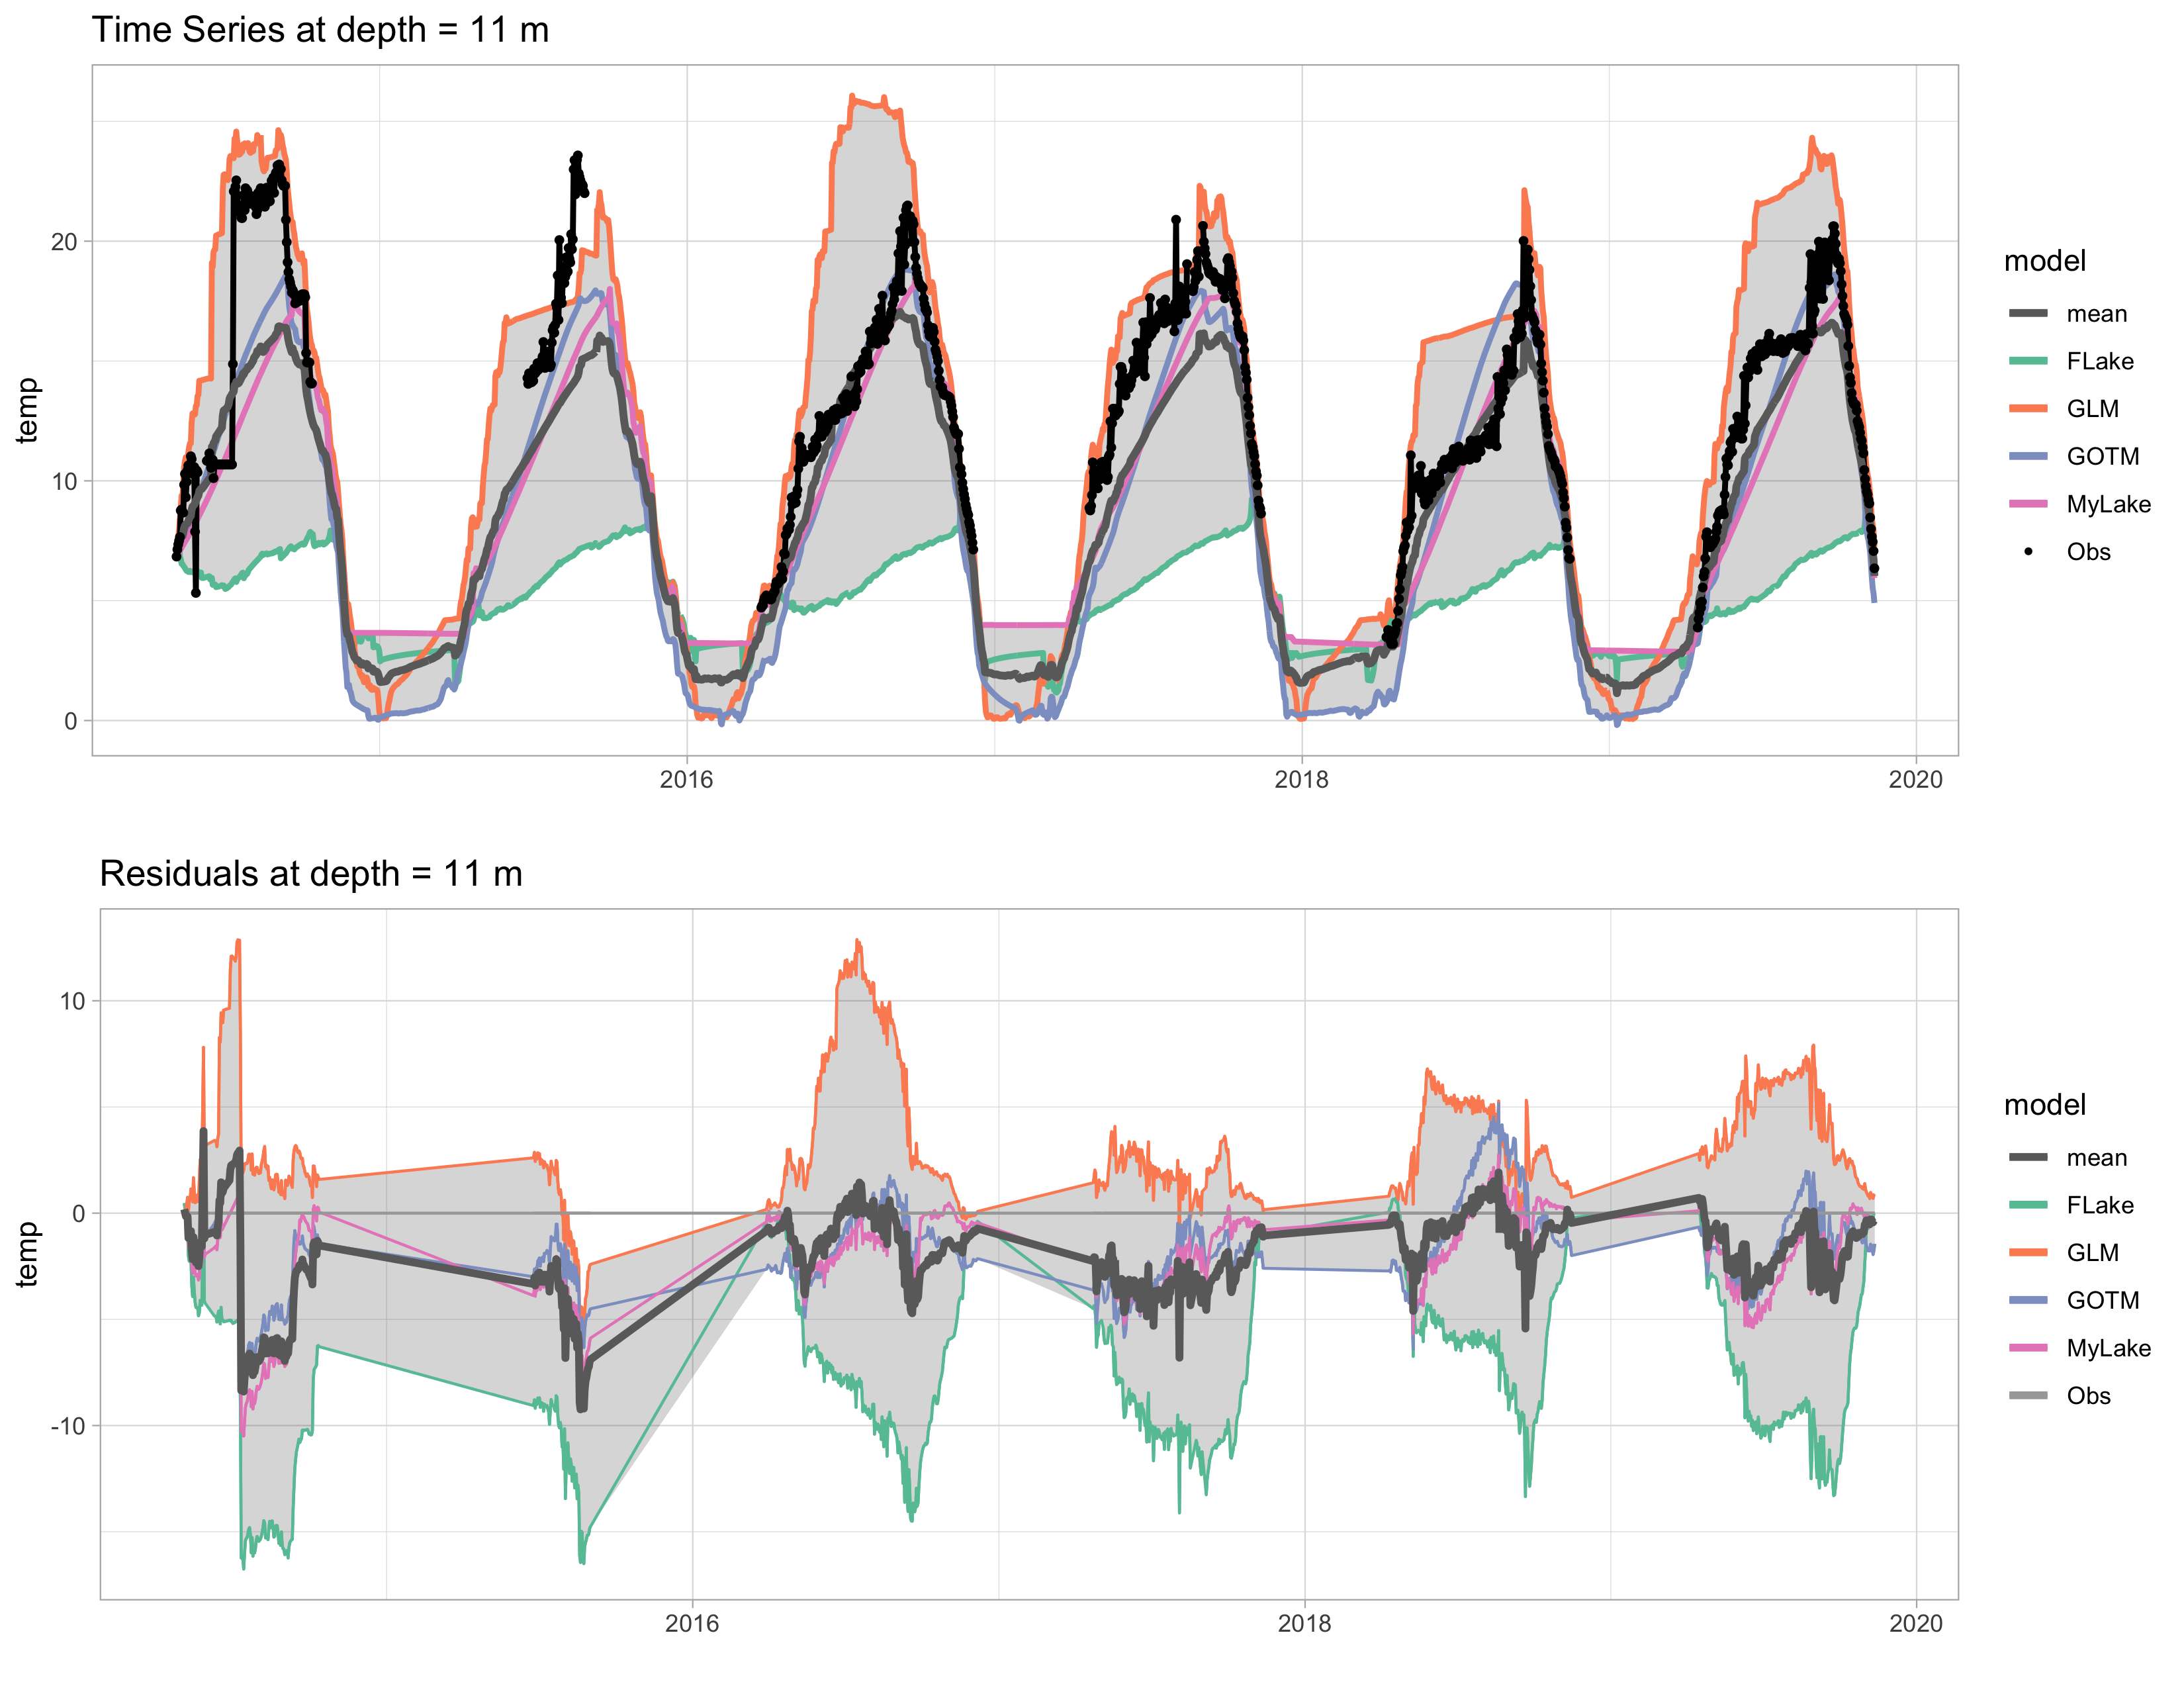 Time Series at depth = 11 m
temp
20
10
0
2016
2018
2020
model
mean
FLake
GLM
GOTM
MyLake
Obs
Residuals at depth = 11 m
temp
10
0
-10
2016
2018
2020
model
mean
FLake
GLM
GOTM
MyLake
Obs